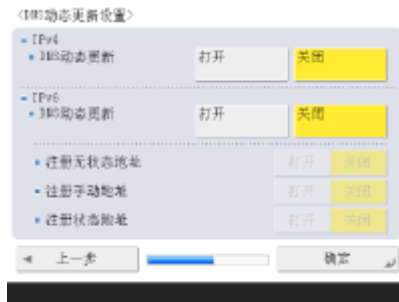 <DNS动态更新设置>
IPv4
DNS动态更新
打开
关闭
IPv6
DNS动态更新
打开
关闭
注册无状态地址
打开
关闭
注册手动地址
打开
关闭
注册状态地址
打开
关闭
上一步
确定